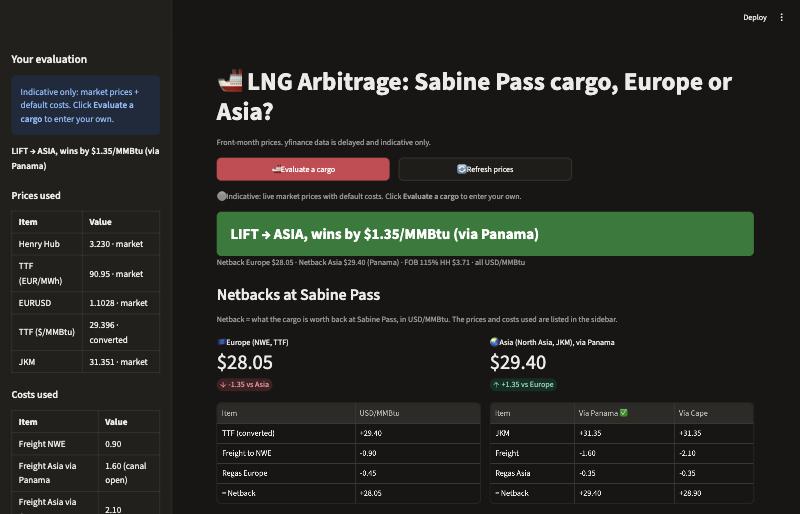 Deploy
Your evaluation
Indicative only: market prices +
default costs. Click Evaluate a
cargo to enter your own.
LIFT → ASIA, wins by $1.35/MMBtu (via
Panama)
Prices used
Item Value
Henry Hub 3.230 · market
TTF
(EUR/MWh) 90.95 · market
EURUSD 1.1028 · market
TTF ($/MMBtu) 29.396 ·
converted
JKM 31.351 · market
Costs used
Item Value
Freight NWE 0.90
Freight Asia via
Panama 1.60 (canal
open)
Freight Asia via
2.10
LNG Arbitrage: Sabine Pass cargo, Europe or
Asia?
Front-month prices. yfinance data is delayed and indicative only.
Evaluate a cargo
Refresh prices
Indicative: live market prices with default costs. Click Evaluate a cargo to enter your own.
LIFT → ASIA, wins by $1.35/MMBtu (via Panama)
Netback Europe $28.05 · Netback Asia $29.40 (Panama) · FOB 115% HH $3.71 · all USD/MMBtu
Netbacks at Sabine Pass
Netback = what the cargo is worth back at Sabine Pass, in USD/MMBtu. The prices and costs used are listed in the sidebar.
Europe (NWE, TTF)
$28.05
↓ -1.35 vs Asia
Item USD/MMBtu
TTF (converted) +29.40
Freight to NWE -0.90
Regas Europe -0.45
= Netback +28.05
Asia (North Asia, JKM), via Panama
$29.40
↑ +1.35 vs Europe
Item Via Panama ✅ Via Cape
JKM +31.35 +31.35
Freight -1.60 -2.10
Regas Asia -0.35 -0.35
= Netback +29.40 +28.90